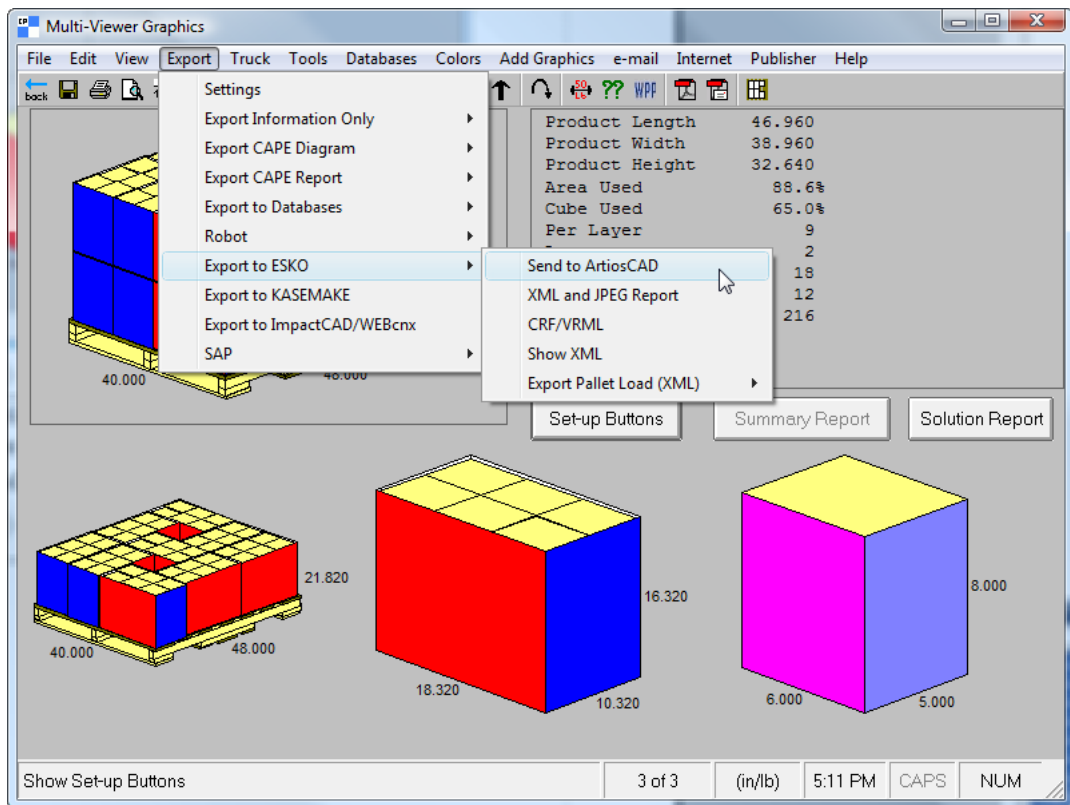 CP
Multi-Viewer Graphics
File Edit View Export Truck Tools Databases Colors Add Graphics e-mail Internet Publisher Help
back
50
LB
??
WPP
Settings
Export Information Only
Export CAPE Diagram
Export CAPE Report
Export to Databases
Robot
Export to ESKO
Export to KASEMAKE
Export to ImpactCAD/WEBcnx
SAP
Send to ArtiosCAD
XML and JPEG Report
CRF/VRML
Show XML
Export Pallet Load (XML)
Product Length 46.960
Product Width 38.960
Product Height 32.640
Area Used 88.6%
Cube Used 65.0%
Per Layer 9
2
18
12
216
40.000
48.000
Set-up Buttons
Summary Report
Solution Report
21.820
40.000
48.000
16.320
18.320
10.320
8.000
6.000
5.000
Show Set-up Buttons
3 of 3
(in/lb)
5:11 PM
CAPS
NUM